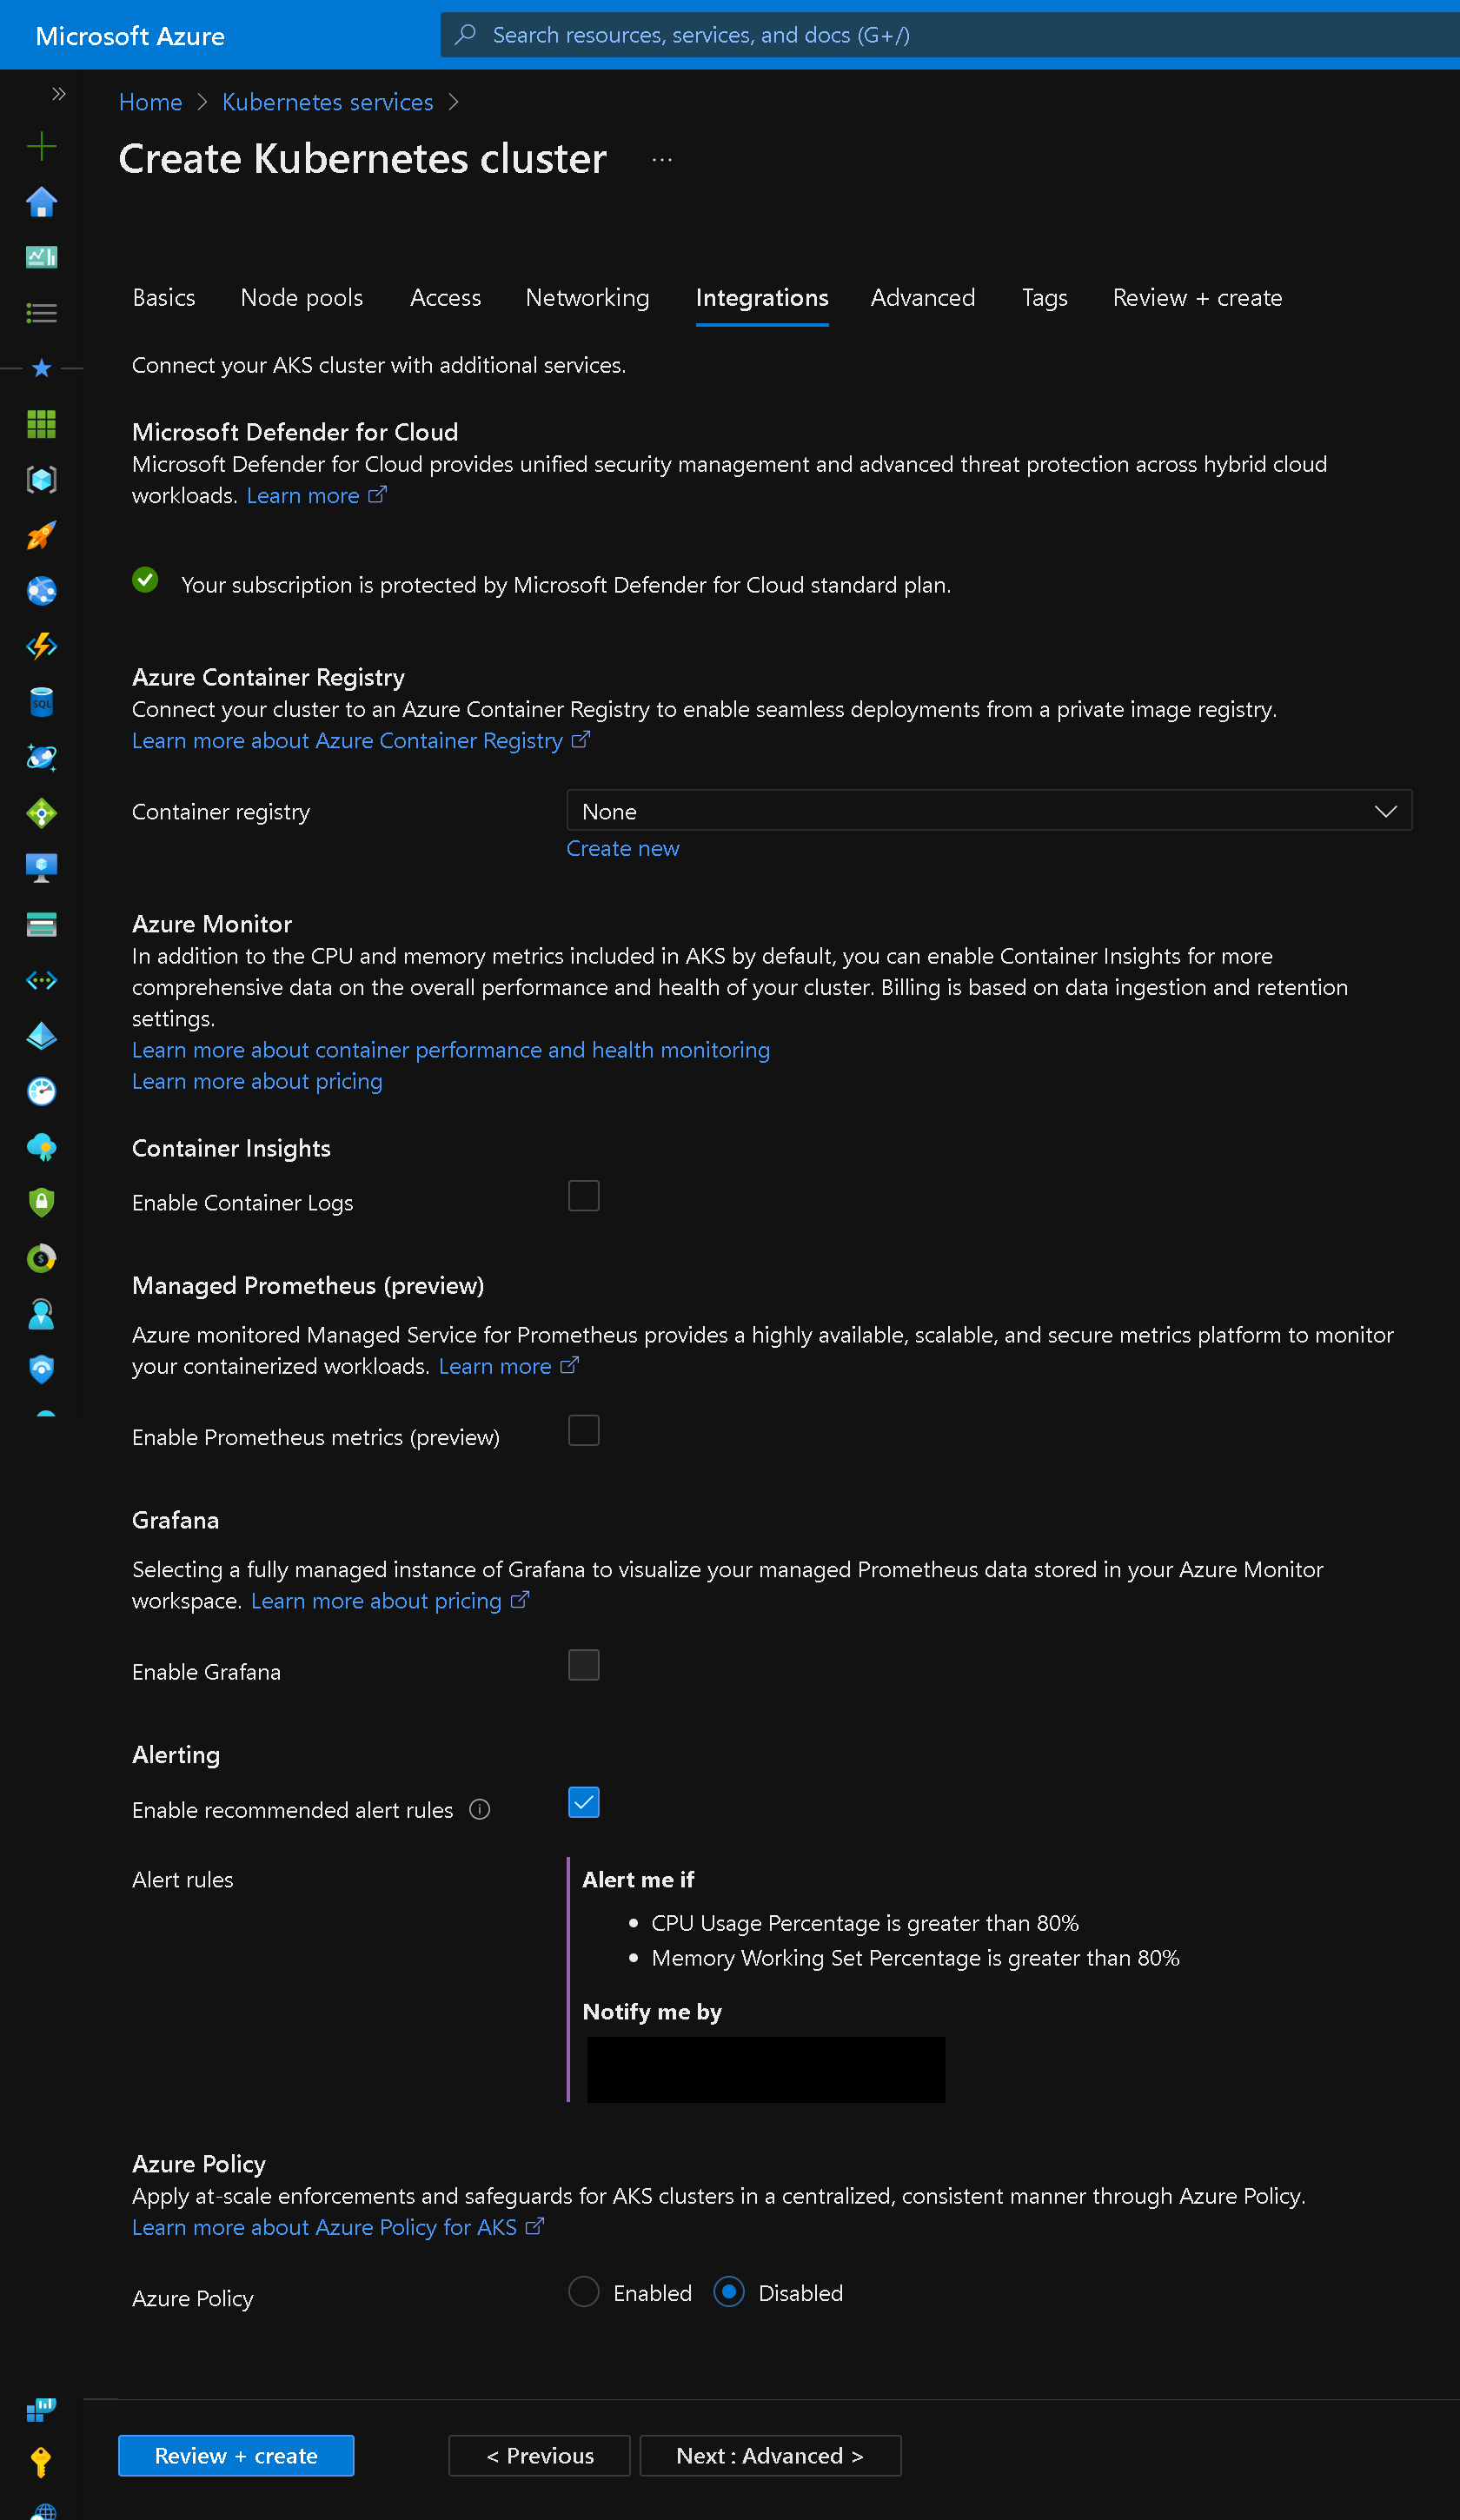 Microsoft Azure
Search resources, services, and docs (G+/)
Home > Kubernetes services >
Create Kubernetes cluster ...
Basics Node pools Access Networking Integrations Advanced Tags Review + create
Connect your AKS cluster with additional services.
Microsoft Defender for Cloud
Microsoft Defender for Cloud provides unified security management and advanced threat protection across hybrid cloud
workloads. Learn more
Your subscription is protected by Microsoft Defender for Cloud standard plan.
Azure Container Registry
Connect your cluster to an Azure Container Registry to enable seamless deployments from a private image registry.
Learn more about Azure Container Registry
Container registry None
Create new
Azure Monitor
In addition to the CPU and memory metrics included in AKS by default, you can enable Container Insights for more
comprehensive data on the overall performance and health of your cluster. Billing is based on data ingestion and retention
settings.
Learn more about container performance and health monitoring
Learn more about pricing
Container Insights
Enable Container Logs
Managed Prometheus (preview)
Azure monitored Managed Service for Prometheus provides a highly available, scalable, and secure metrics platform to monitor
your containerized workloads. Learn more
Enable Prometheus metrics (preview)
Grafana
Selecting a fully managed instance of Grafana to visualize your managed Prometheus data stored in your Azure Monitor
workspace. Learn more about pricing
Enable Grafana
Alerting
Enable recommended alert rules
Alert rules Alert me if
• CPU Usage Percentage is greater than 80%
• Memory Working Set Percentage is greater than 80%
Notify me by
Azure Policy
Apply at-scale enforcements and safeguards for AKS clusters in a centralized, consistent manner through Azure Policy.
Learn more about Azure Policy for AKS
Azure Policy Enabled Disabled
Review + create < Previous Next : Advanced >
SQL